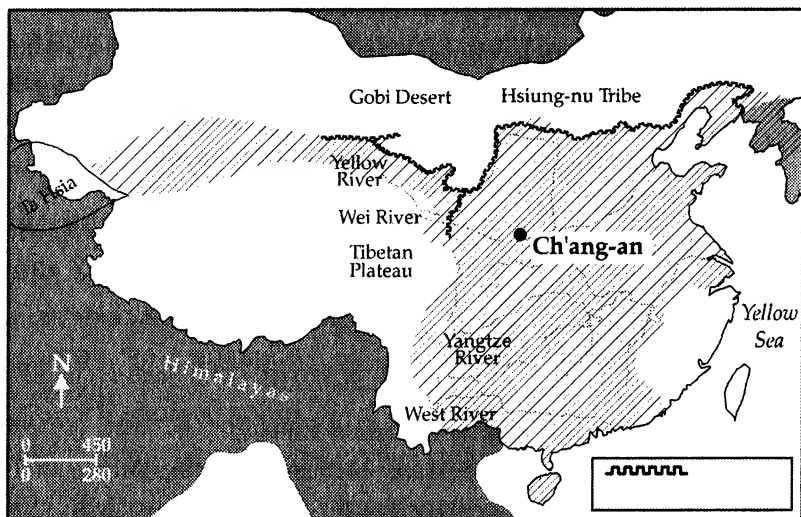 Gobi Desert
Hsiung-nu Tribe
Yellow
River
Ta Hsia
Wei River
Ch'ang-an
Tibetan
Plateau
Yellow
Sea
Yangtze
River
N
Himalayas
West River
0 450
0 280